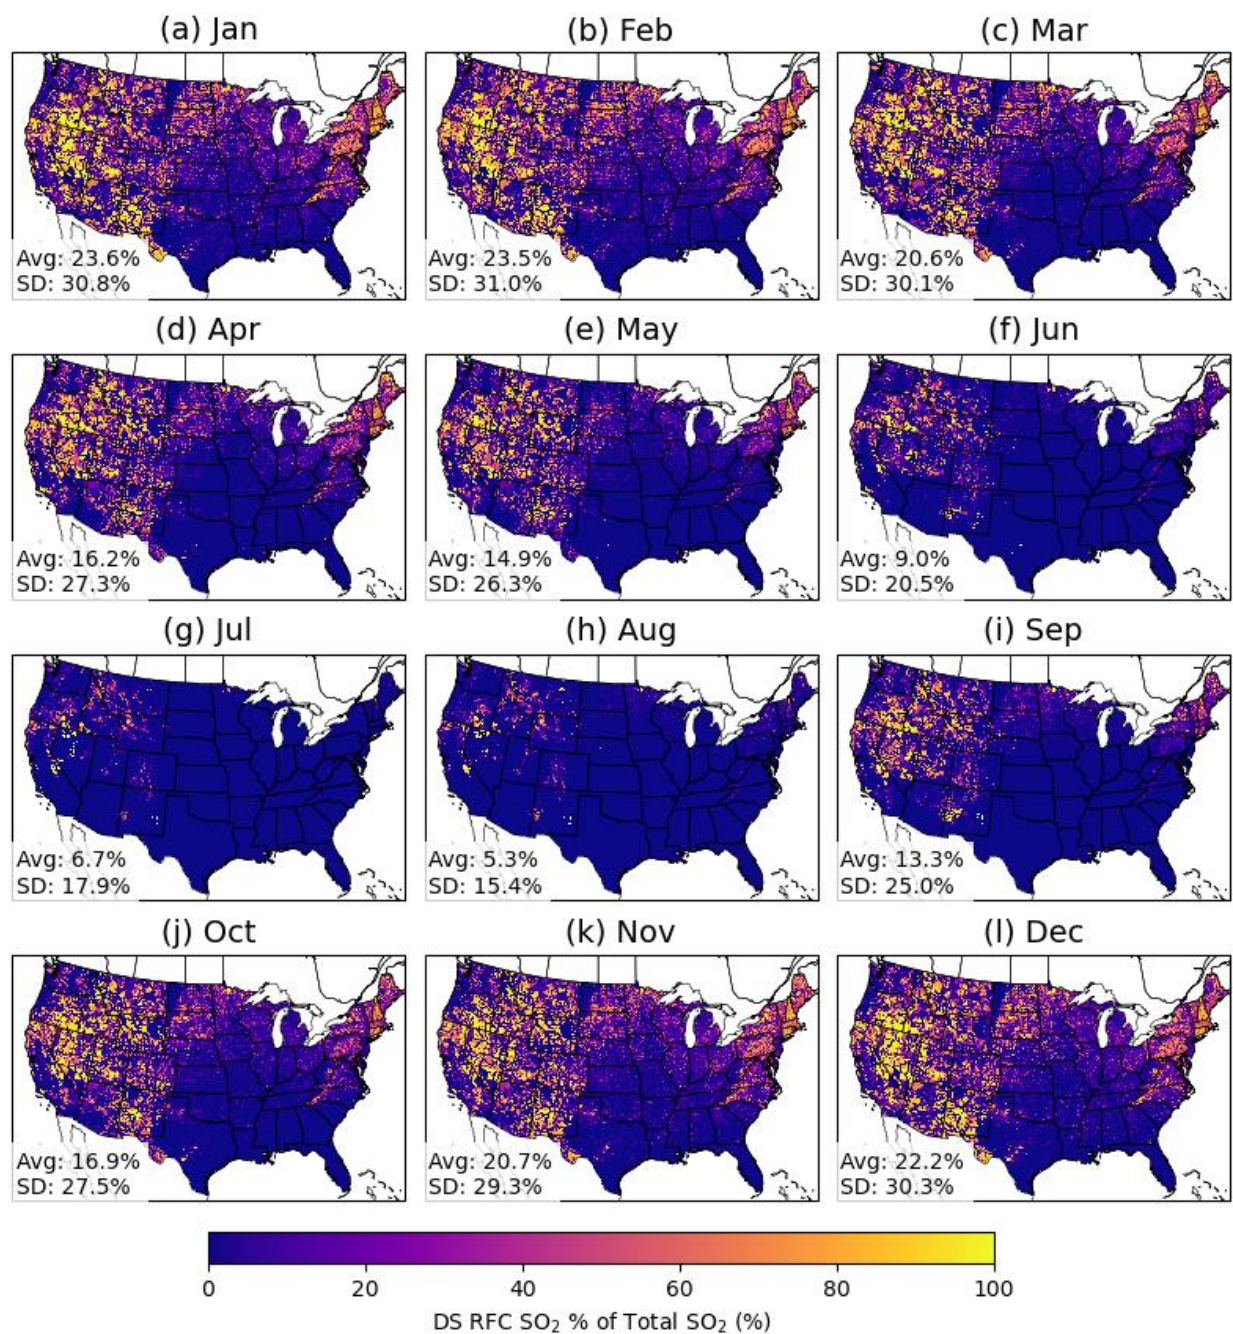 (a) Jan
(b) Feb
(c) Mar
Avg: 23.6%
SD: 30.8%
Avg: 23.5%
SD: 31.0%
Avg: 20.6%
SD: 30.1%
(d) Apr
(e) May
(f) Jun
Avg: 16.2%
SD: 27.3%
Avg: 14.9%
SD: 26.3%
Avg: 9.0%
SD: 20.5%
(g) Jul
(h) Aug
(i) Sep
Avg: 6.7%
SD: 17.9%
Avg: 5.3%
SD: 15.4%
Avg: 13.3%
SD: 25.0%
(j) Oct
(k) Nov
(l) Dec
Avg: 16.9%
SD: 27.5%
Avg: 20.7%
SD: 29.3%
Avg: 22.2%
SD: 30.3%
0 20 40 60 80 100
DS RFC SO₂ % of Total SO₂ (%)